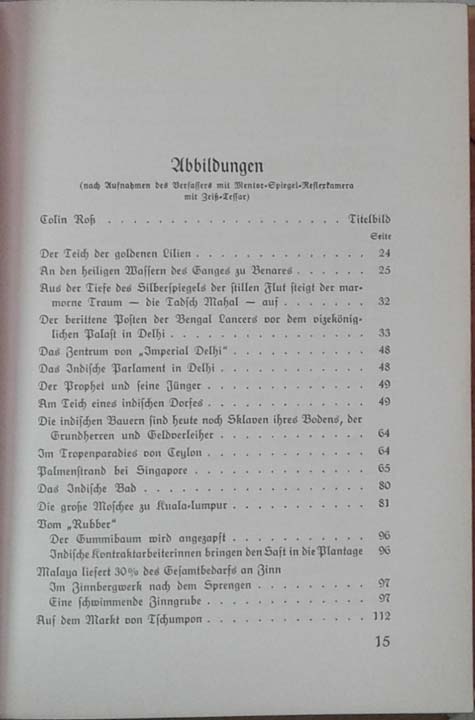 Abbildungen
(nach Aufnahmen des Verfassers mit Mentor-Spiegel-Reflexkamera
mit Zeiß-Tessar)
Colin Roß . . . . . . . . . . . . . . . . . . Titelbild
Seite
Der Teich der goldenen Lilien . . . . . . . . . . . . 24
An den heiligen Wassern des Ganges zu Benares . . . . . . 25
Aus der Tiefe des Silberspiegels der stillen Flut steigt der mar-
morne Traum — die Tadsch Mahal — auf . . . . . . . 32
Der berittene Posten der Bengal Lancers vor dem vizekönig-
lichen Palast in Delhi . . . . . . . . . . . . . . 33
Das Zentrum von „Imperial Delhi“ . . . . . . . . . . 48
Das Indische Parlament in Delhi . . . . . . . . . . . 48
Der Prophet und seine Jünger . . . . . . . . . . . . 49
Am Teich eines indischen Dorfes . . . . . . . . . . . 49
Die indischen Bauern sind heute noch Sklaven ihres Bodens, der
Grundherren und Geldverleiher . . . . . . . . . . . 64
Im Tropenparadies von Ceylon . . . . . . . . . . . . 64
Palmenstrand bei Singapore . . . . . . . . . . . . . 65
Das Indische Bad . . . . . . . . . . . . . . . . . 80
Die große Moschee zu Kuala-lumpur . . . . . . . . . . 81
Vom „Rubber“
Der Gummibaum wird angezapft . . . . . . . . . . . 96
Indische Kontraktarbeiterinnen bringen den Saft in die Plantage 96
Malaya liefert 30% des Gesamtbedarfs an Zinn
Im Zinnbergwerk nach dem Sprengen . . . . . . . . . 97
Eine schwimmende Zinngrube . . . . . . . . . . . . 97
Auf dem Markt von Tschumpon . . . . . . . . . . . . 112
15